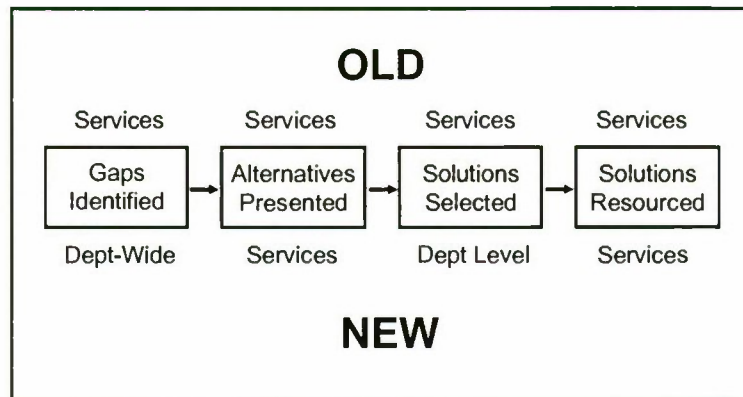 OLD
Services Services Services Services
Gaps Alternatives Solutions Solutions
Identified Presented Selected Resourced
Dept-Wide Services Dept Level Services
NEW